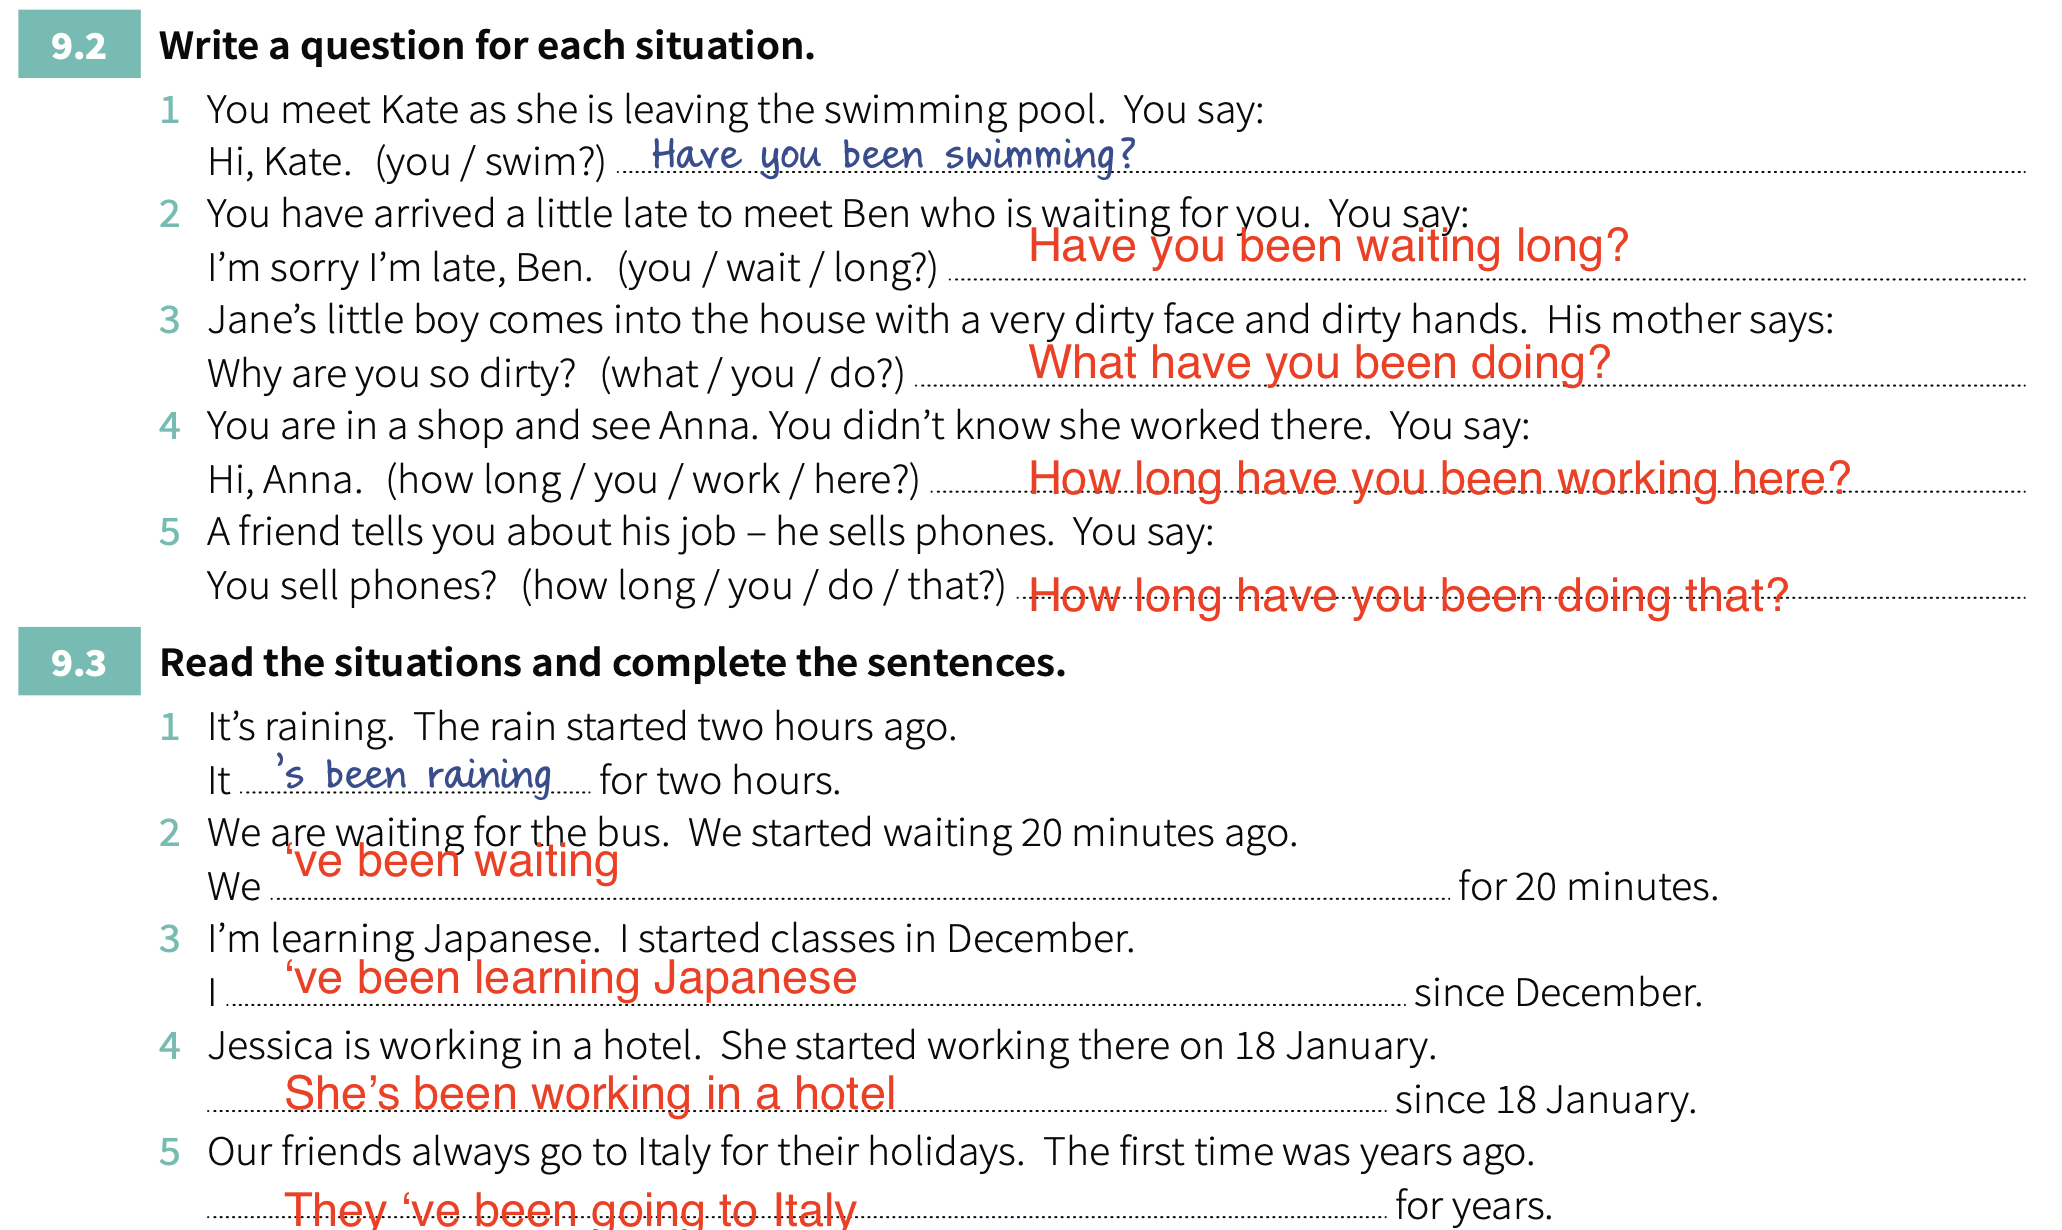 9.2 Write a question for each situation.
1 You meet Kate as she is leaving the swimming pool. You say:
Hi, Kate. (you / swim?) Have you been swimming?
2 You have arrived a little late to meet Ben who is waiting for you. You say:
I'm sorry I'm late, Ben. (you / wait / long?) Have you been waiting long?
3 Jane's little boy comes into the house with a very dirty face and dirty hands. His mother says:
Why are you so dirty? (what / you / do?) What have you been doing?
4 You are in a shop and see Anna. You didn't know she worked there. You say:
Hi, Anna. (how long / you / work / here?) How long have you been working here?
5 A friend tells you about his job – he sells phones. You say:
You sell phones? (how long / you / do / that?) How long have you been doing that?
9.3 Read the situations and complete the sentences.
1 It's raining. The rain started two hours ago.
It 's been raining for two hours.
2 We are waiting for the bus. We started waiting 20 minutes ago.
We ‘ve been waiting for 20 minutes.
3 I'm learning Japanese. I started classes in December.
I ‘ve been learning Japanese since December.
4 Jessica is working in a hotel. She started working there on 18 January.
She's been working in a hotel since 18 January.
5 Our friends always go to Italy for their holidays. The first time was years ago.
They ‘ve been going to Italy for years.